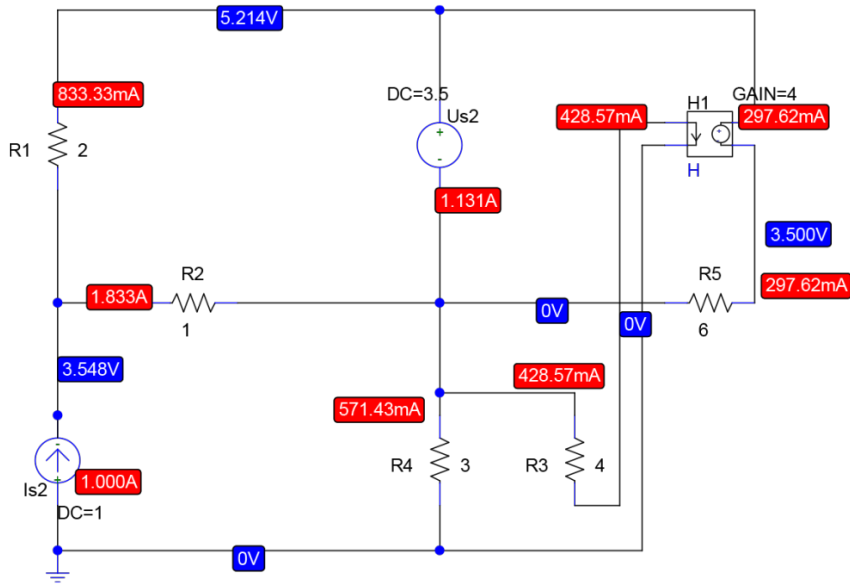 5.214V
833.33mA
DC=3.5
H1
GAIN=4
428.57mA
297.62mA
Us2
+
-
R1
2
H
1.131A
3.500V
R2
R5
1.833A
297.62mA
0V
0V
1
6
3.548V
428.57mA
571.43mA
R4
3
R3
4
Is2
1.000A
DC=1
0V